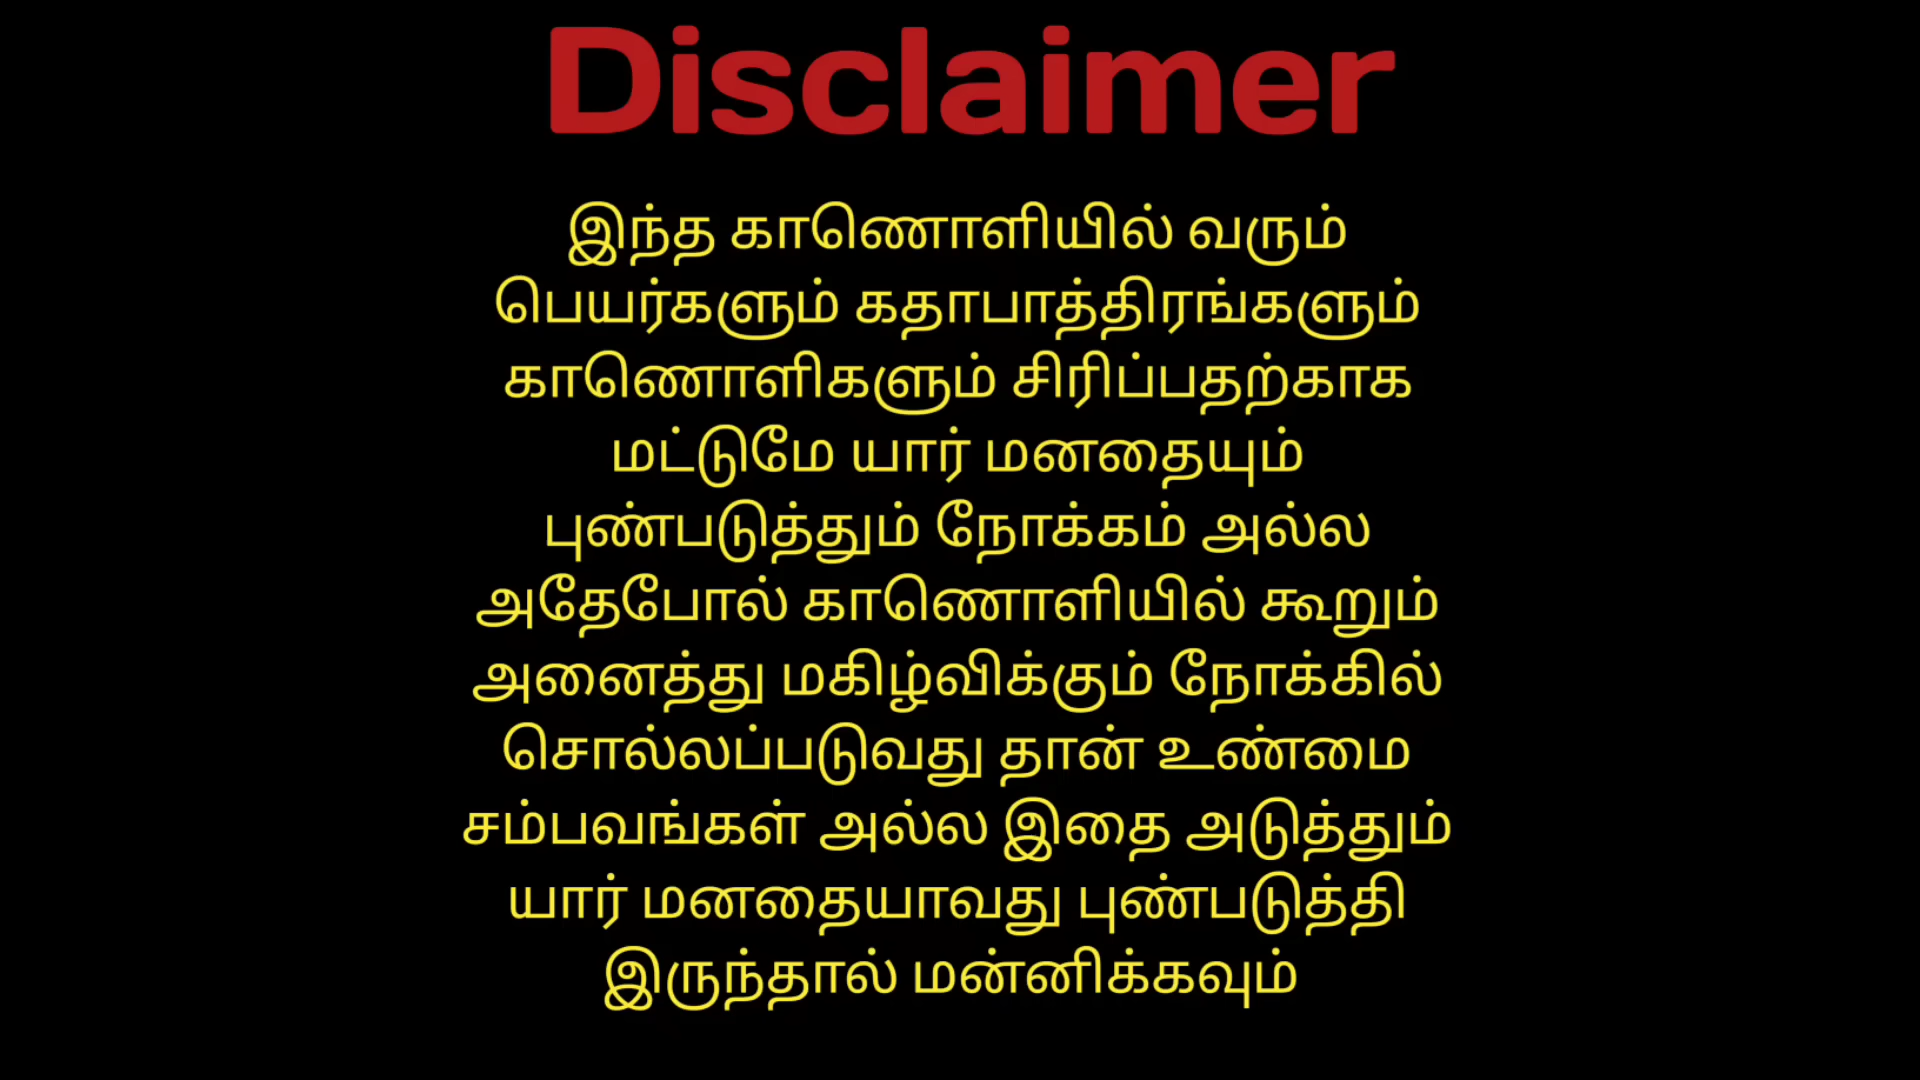 Disclaimer
இந்த காணொளியில் வரும்
பெயர்களும் கதாபாத்திரங்களும்
காணொளிகளும் சிரிப்பதற்காக
மட்டுமே யார் மனதையும்
புண்படுத்தும் நோக்கம் அல்ல
அதேபோல் காணொளியில் கூறும்
அனைத்து மகிழ்விக்கும் நோக்கில்
சொல்லப்படுவது தான் உண்மை
சம்பவங்கள் அல்ல இதை அடுத்தும்
யார் மனதையாவது புண்படுத்தி
இருந்தால் மன்னிக்கவும்